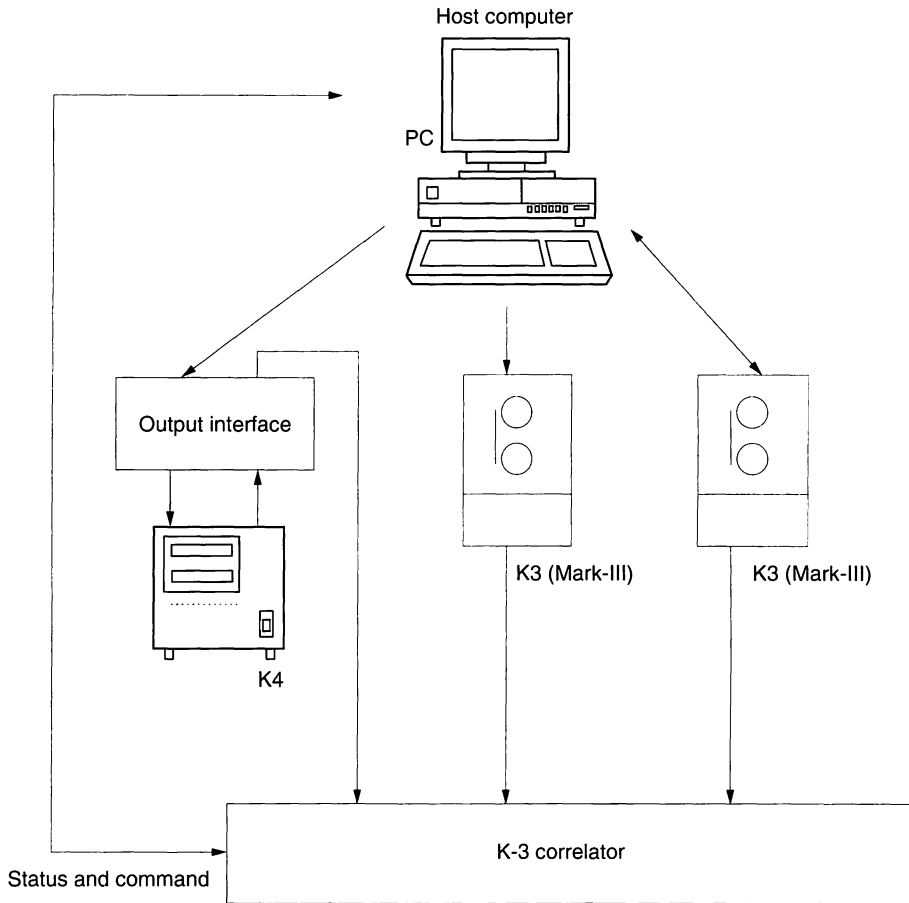 Host computer
PC
Output interface
K3 (Mark-III)
K3 (Mark-III)
K4
K-3 correlator
Status and command